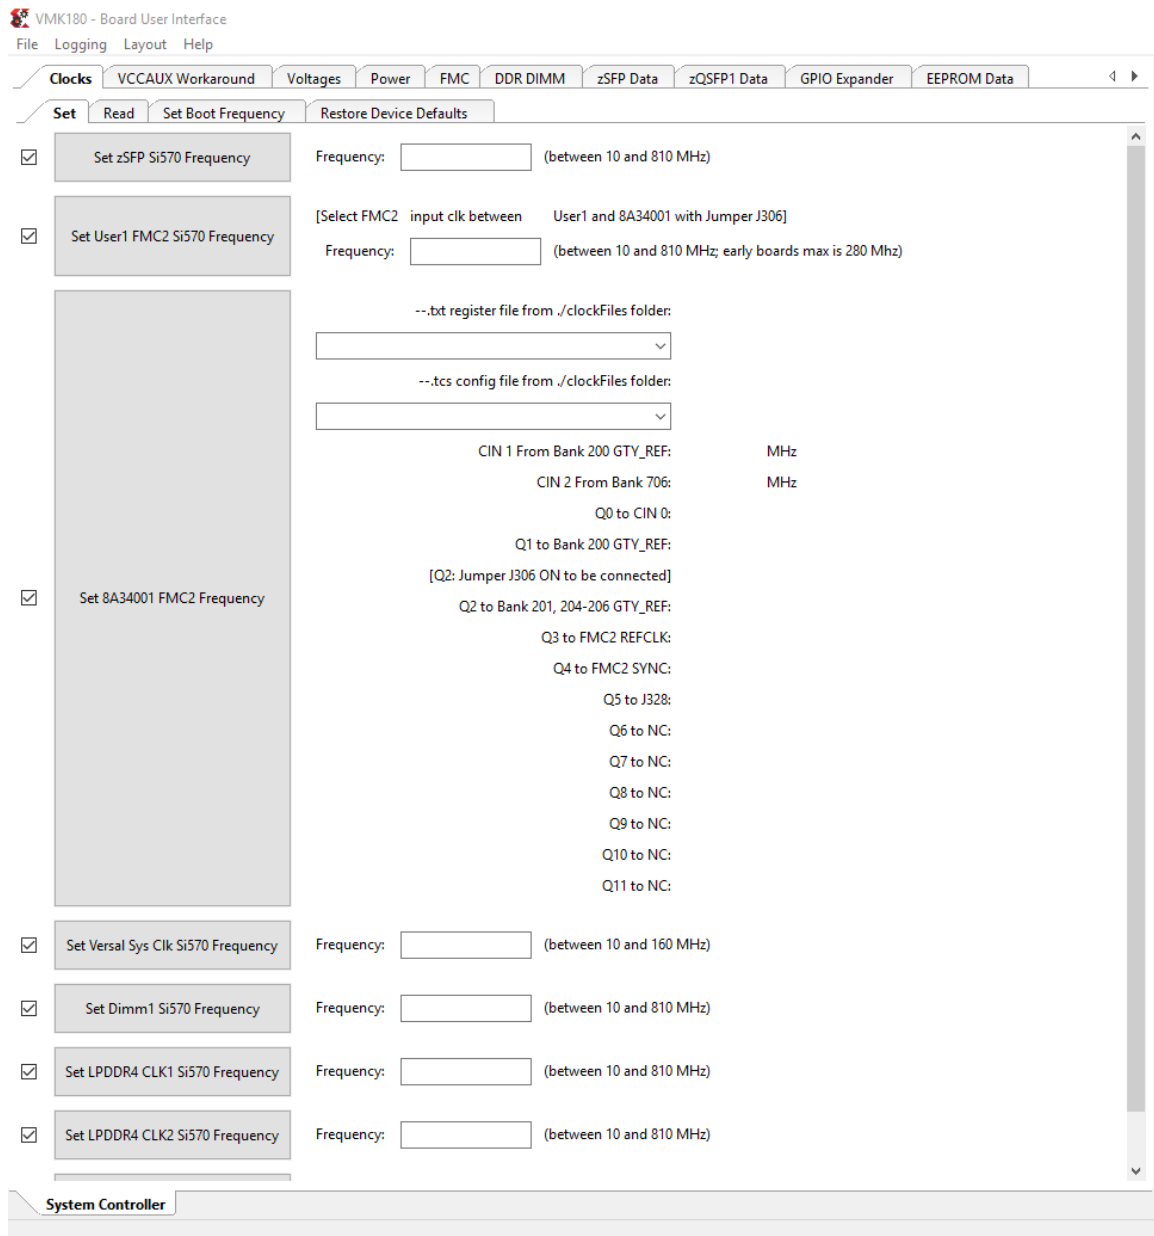 VMK180 - Board User Interface
File Logging Layout Help
Clocks VCCAUX Workaround Voltages Power FMC DDR DIMM zSFP Data zQSFP1 Data GPIO Expander EEPROM Data
Set Read Set Boot Frequency Restore Device Defaults
Set zSFP Si570 Frequency Frequency: (between 10 and 810 MHz)
[Select FMC2 input clk between User1 and 8A34001 with Jumper J306]
Set User1 FMC2 Si570 Frequency Frequency: (between 10 and 810 MHz; early boards max is 280 Mhz)
--.txt register file from ./clockFiles folder:
--.tcs config file from ./clockFiles folder:
CIN 1 From Bank 200 GTY_REF: MHz
CIN 2 From Bank 706: MHz
Q0 to CIN 0:
Q1 to Bank 200 GTY_REF:
[Q2: Jumper J306 ON to be connected]
Set 8A34001 FMC2 Frequency Q2 to Bank 201, 204-206 GTY_REF:
Q3 to FMC2 REFCLK:
Q4 to FMC2 SYNC:
Q5 to J328:
Q6 to NC:
Q7 to NC:
Q8 to NC:
Q9 to NC:
Q10 to NC:
Q11 to NC:
Set Versal Sys Clk Si570 Frequency Frequency: (between 10 and 160 MHz)
Set Dimm1 Si570 Frequency Frequency: (between 10 and 810 MHz)
Set LPDDR4 CLK1 Si570 Frequency Frequency: (between 10 and 810 MHz)
Set LPDDR4 CLK2 Si570 Frequency Frequency: (between 10 and 810 MHz)
System Controller